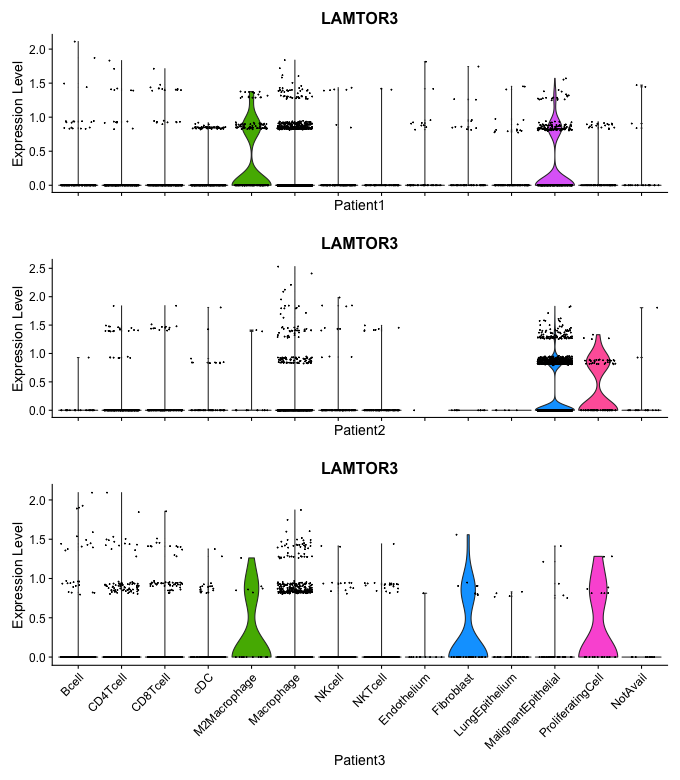 LAMTOR3
Expression Level
2.0
1.5
1.0
0.5
0.0
Patient1
LAMTOR3
Expression Level
2.5
2.0
1.5
1.0
0.5
0.0
Patient2
LAMTOR3
Expression Level
2.0
1.5
1.0
0.5
0.0
Bcell
CD4Tcell
CD8Tcell
cDC
M2Macrophage
Macrophage
NKcell
NKTcell
Endothelium
Fibroblast
LungEpithelium
MalignantEpithelial
ProliferatingCell
NotAvail
Patient3